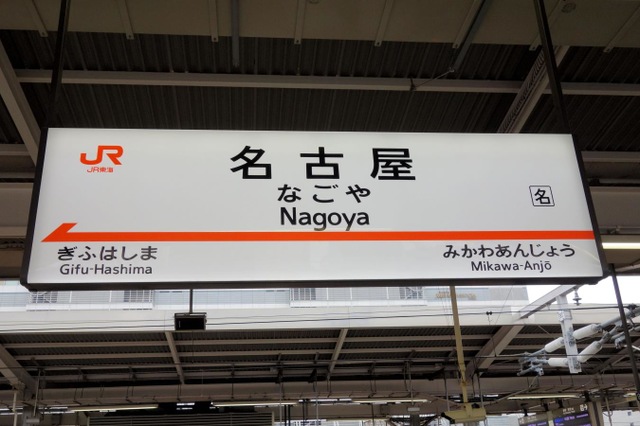 JR
JR東海
名古屋
なごや
Nagoya
名
ぎふはしま
Gifu-Hashima
みかわあんじょう
Mikawa-Anjō